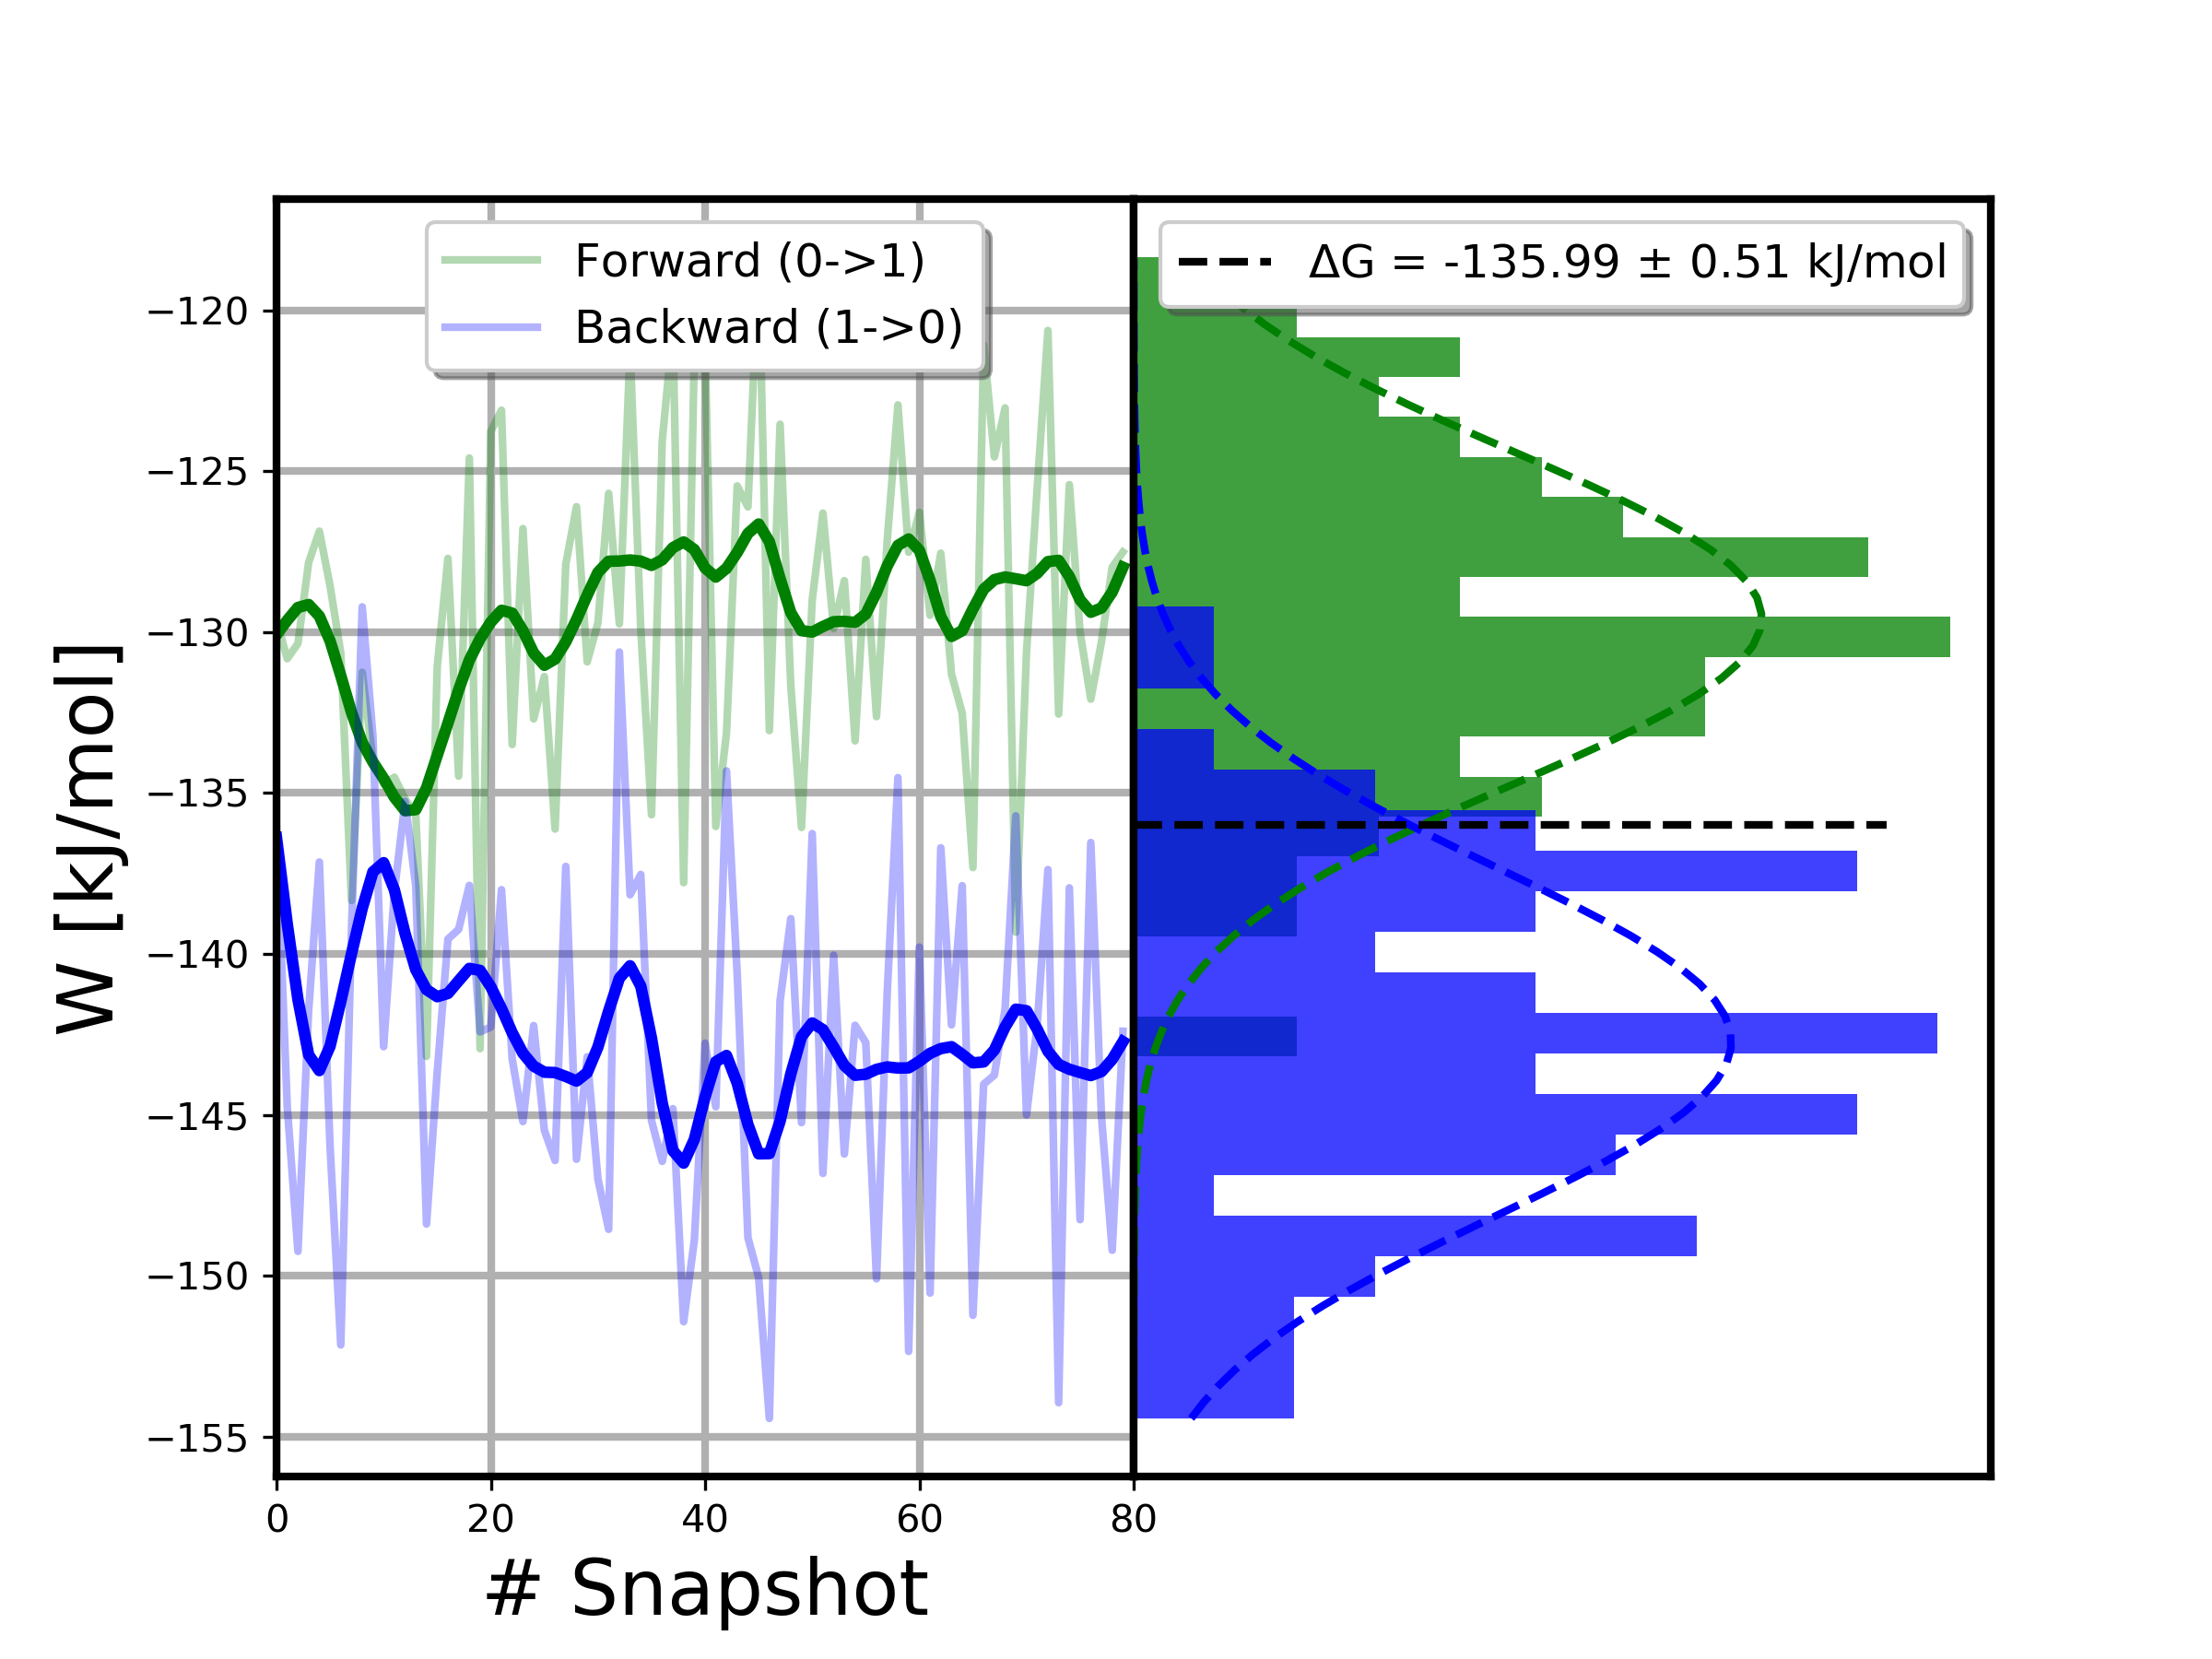 Forward (0->1)
Backward (1->0)
ΔG = -135.99 ± 0.51 kJ/mol
−120
−125
−130
−135
−140
−145
−150
−155
W [kJ/mol]
0 20 40 60 80
# Snapshot